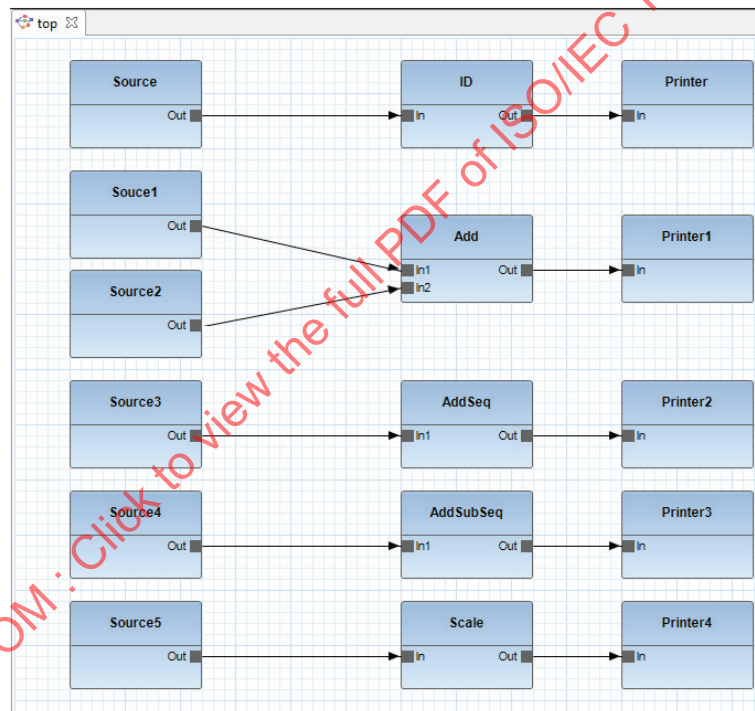 top
Source
Out
ID
In
Out
Printer
In
Souce1
Out
Source2
Out
Add
In1
Out
In2
Printer1
In
Source3
Out
AddSeq
In1
Out
Printer2
In
Source4
Out
AddSubSeq
In1
Out
Printer3
In
Source5
Out
Scale
In
Out
Printer4
In
OM : Click to view the full PDF of ISO/IEC